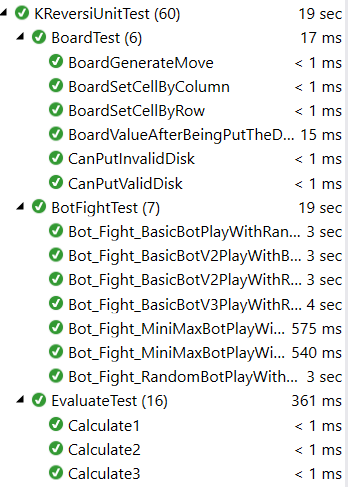 KReversiUnitTest (60) 19 sec
BoardTest (6) 17 ms
BoardGenerateMove < 1 ms
BoardSetCellByColumn < 1 ms
BoardSetCellByRow < 1 ms
BoardValueAfterBeingPutTheD... 15 ms
CanPutInvalidDisk < 1 ms
CanPutValidDisk < 1 ms
BotFightTest (7) 19 sec
Bot_Fight_BasicBotPlayWithRan... 3 sec
Bot_Fight_BasicBotV2PlayWithB... 3 sec
Bot_Fight_BasicBotV2PlayWithR... 3 sec
Bot_Fight_BasicBotV3PlayWithR... 4 sec
Bot_Fight_MiniMaxBotPlayWi... 575 ms
Bot_Fight_MiniMaxBotPlayWi... 540 ms
Bot_Fight_RandomBotPlayWith... 3 sec
EvaluateTest (16) 361 ms
Calculate1 < 1 ms
Calculate2 < 1 ms
Calculate3 < 1 ms